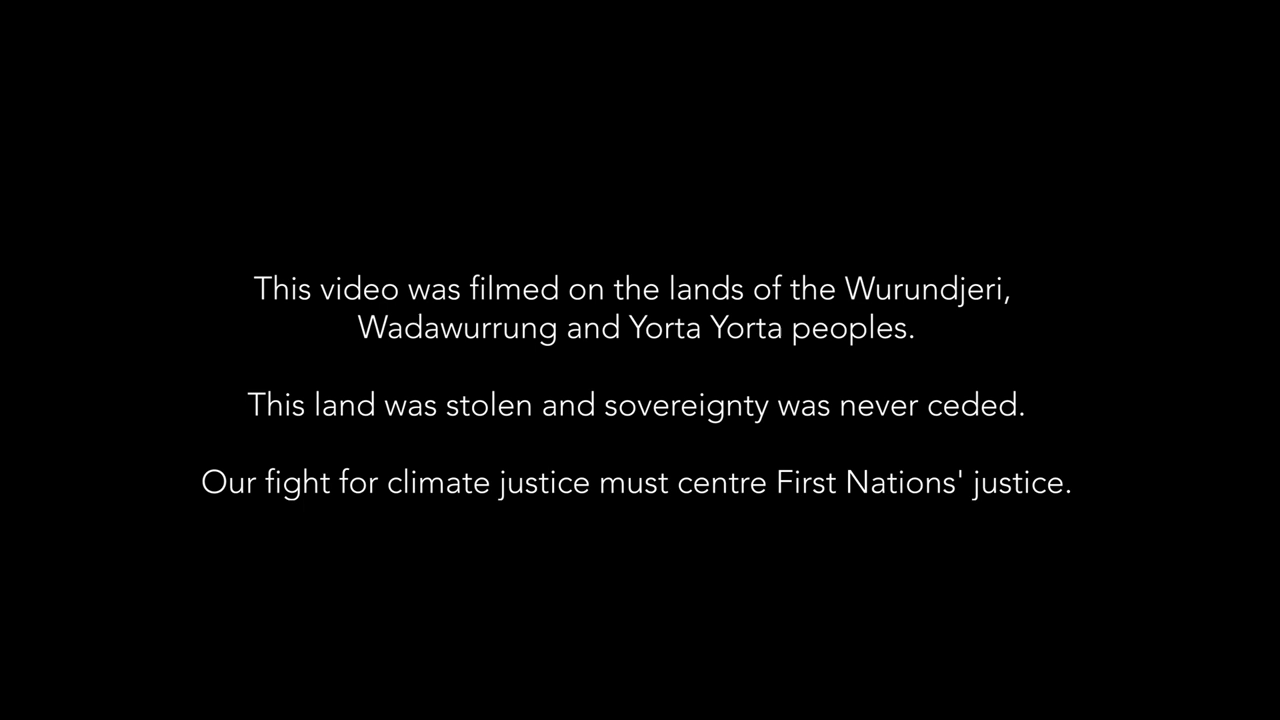 This video was filmed on the lands of the Wurundjeri,
Wadawurrung and Yorta Yorta peoples.
This land was stolen and sovereignty was never ceded.
Our fight for climate justice must centre First Nations' justice.